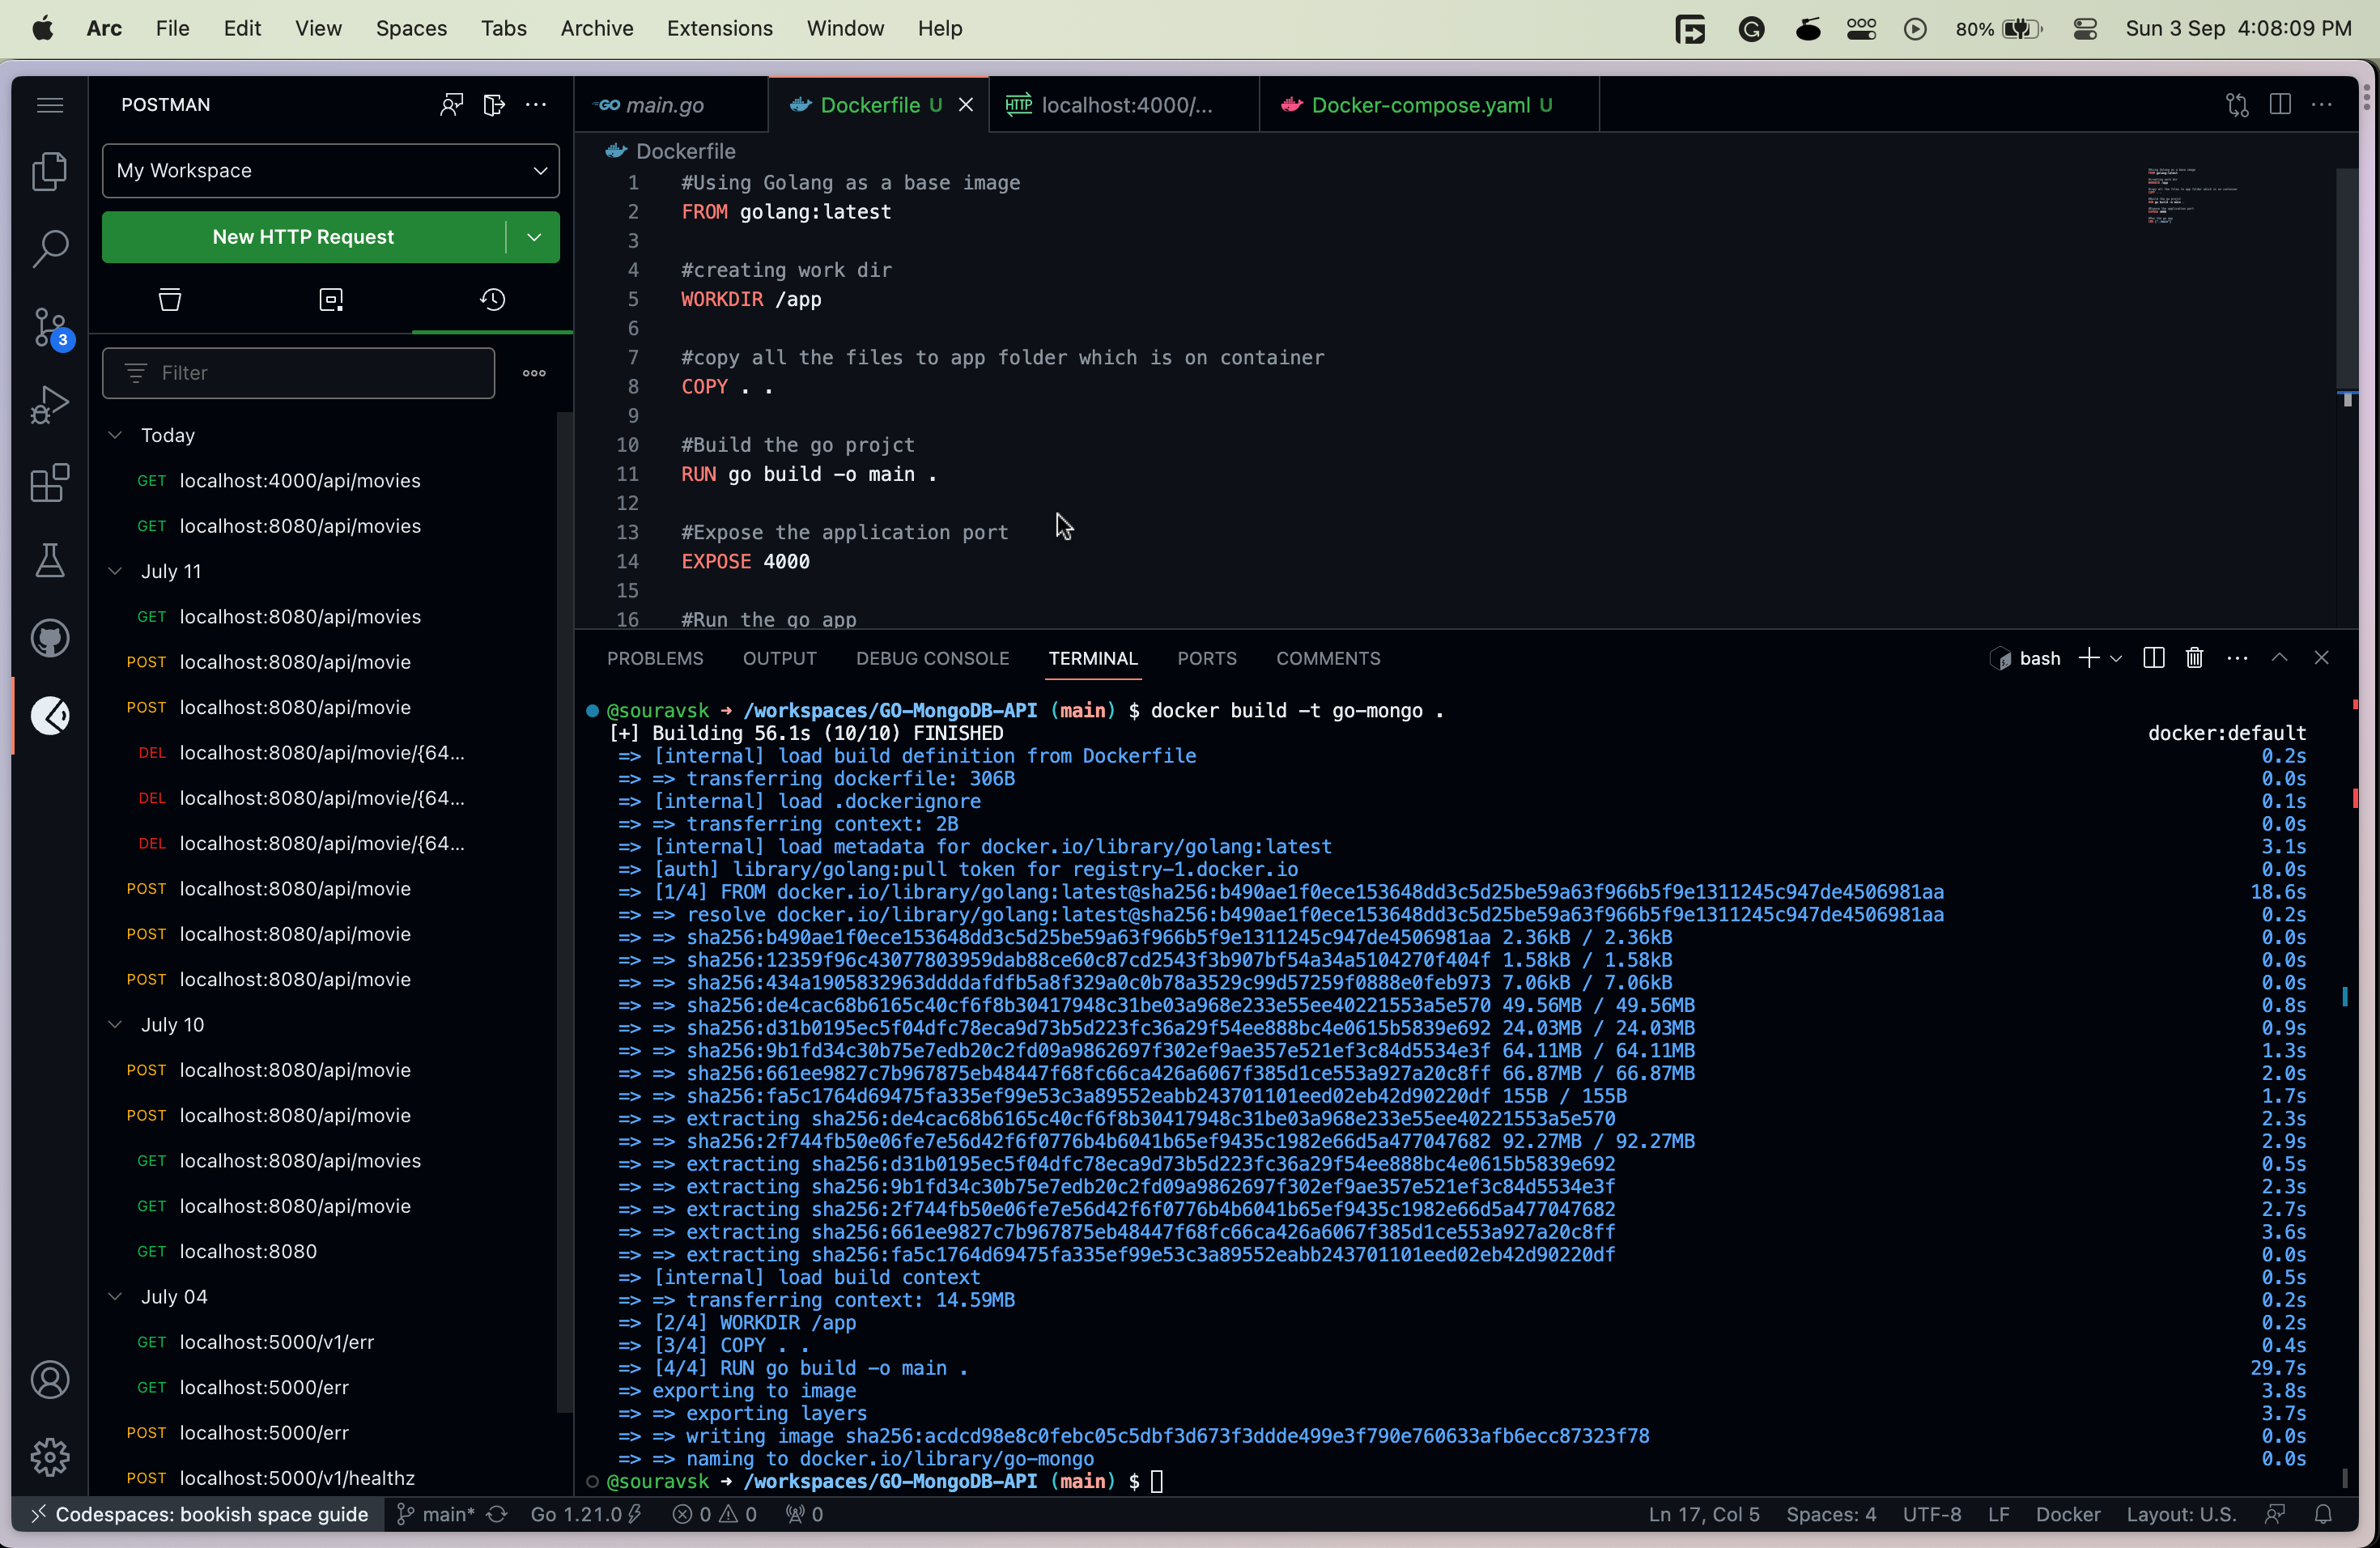 Arc File Edit View Spaces Tabs Archive Extensions Window Help 80% Sun 3 Sep 4:08:09 PM
POSTMAN
My Workspace
New HTTP Request
3
Filter
Today
GET localhost:4000/api/movies
GET localhost:8080/api/movies
July 11
GET localhost:8080/api/movies
POST localhost:8080/api/movie
POST localhost:8080/api/movie
DEL localhost:8080/api/movie/{64...
DEL localhost:8080/api/movie/{64...
DEL localhost:8080/api/movie/{64...
POST localhost:8080/api/movie
POST localhost:8080/api/movie
POST localhost:8080/api/movie
July 10
POST localhost:8080/api/movie
POST localhost:8080/api/movie
GET localhost:8080/api/movies
GET localhost:8080/api/movie
GET localhost:8080
July 04
GET localhost:5000/v1/err
GET localhost:5000/err
POST localhost:5000/err
POST localhost:5000/v1/healthz
GO main.go Dockerfile U HTTP localhost:4000/... Docker-compose.yaml U
Dockerfile
1 #Using Golang as a base image
2 FROM golang:latest
3
4 #creating work dir
5 WORKDIR /app
6
7 #copy all the files to app folder which is on container
8 COPY . .
9
10 #Build the go projct
11 RUN go build -o main .
12
13 #Expose the application port
14 EXPOSE 4000
15
16 #Run the go app
PROBLEMS OUTPUT DEBUG CONSOLE TERMINAL PORTS COMMENTS bash
@souravsk → /workspaces/GO-MongoDB-API (main) $ docker build -t go-mongo .
[+] Building 56.1s (10/10) FINISHED docker:default
=> [internal] load build definition from Dockerfile 0.2s
=> => transferring dockerfile: 306B 0.0s
=> [internal] load .dockerignore 0.1s
=> => transferring context: 2B 0.0s
=> [internal] load metadata for docker.io/library/golang:latest 3.1s
=> [auth] library/golang:pull token for registry-1.docker.io 0.0s
=> [1/4] FROM docker.io/library/golang:latest@sha256:b490ae1f0ece153648dd3c5d25be59a63f966b5f9e1311245c947de4506981aa 18.6s
=> => resolve docker.io/library/golang:latest@sha256:b490ae1f0ece153648dd3c5d25be59a63f966b5f9e1311245c947de4506981aa 0.2s
=> => sha256:b490ae1f0ece153648dd3c5d25be59a63f966b5f9e1311245c947de4506981aa 2.36kB / 2.36kB 0.0s
=> => sha256:12359f96c43077803959dab88ce60c87cd2543f3b907bf54a34a5104270f404f 1.58kB / 1.58kB 0.0s
=> => sha256:434a1905832963ddddafdfb5a8f329a0c0b78a3529c99d57259f0888e0feb973 7.06kB / 7.06kB 0.0s
=> => sha256:de4cac68b6165c40cf6f8b30417948c31be03a968e233e55ee40221553a5e570 49.56MB / 49.56MB 0.8s
=> => sha256:d31b0195ec5f04dfc78eca9d73b5d223fc36a29f54ee888bc4e0615b5839e692 24.03MB / 24.03MB 0.9s
=> => sha256:9b1fd34c30b75e7edb20c2fd09a9862697f302ef9ae357e521ef3c84d5534e3f 64.11MB / 64.11MB 1.3s
=> => sha256:661ee9827c7b967875eb48447f68fc66ca426a6067f385d1ce553a927a20c8ff 66.87MB / 66.87MB 2.0s
=> => sha256:fa5c1764d69475fa335ef99e53c3a89552eabb243701101eed02eb42d90220df 155B / 155B 1.7s
=> => extracting sha256:de4cac68b6165c40cf6f8b30417948c31be03a968e233e55ee40221553a5e570 2.3s
=> => sha256:2f744fb50e06fe7e56d42f6f0776b4b6041b65ef9435c1982e66d5a477047682 92.27MB / 92.27MB 2.9s
=> => extracting sha256:d31b0195ec5f04dfc78eca9d73b5d223fc36a29f54ee888bc4e0615b5839e692 0.5s
=> => extracting sha256:9b1fd34c30b75e7edb20c2fd09a9862697f302ef9ae357e521ef3c84d5534e3f 2.3s
=> => extracting sha256:2f744fb50e06fe7e56d42f6f0776b4b6041b65ef9435c1982e66d5a477047682 2.7s
=> => extracting sha256:661ee9827c7b967875eb48447f68fc66ca426a6067f385d1ce553a927a20c8ff 3.6s
=> => extracting sha256:fa5c1764d69475fa335ef99e53c3a89552eabb243701101eed02eb42d90220df 0.0s
=> [internal] load build context 0.5s
=> => transferring context: 14.59MB 0.2s
=> [2/4] WORKDIR /app 0.2s
=> [3/4] COPY . . 0.4s
=> [4/4] RUN go build -o main . 29.7s
=> exporting to image 3.8s
=> => exporting layers 3.7s
=> => writing image sha256:acdcd98e8c0febc05c5dbf3d673f3ddde499e3f790e760633afb6ecc87323f78 0.0s
=> => naming to docker.io/library/go-mongo 0.0s
@souravsk → /workspaces/GO-MongoDB-API (main) $
Codespaces: bookish space guide main* Go 1.21.0 0 0 0 Ln 17, Col 5 Spaces: 4 UTF-8 LF Docker Layout: U.S.